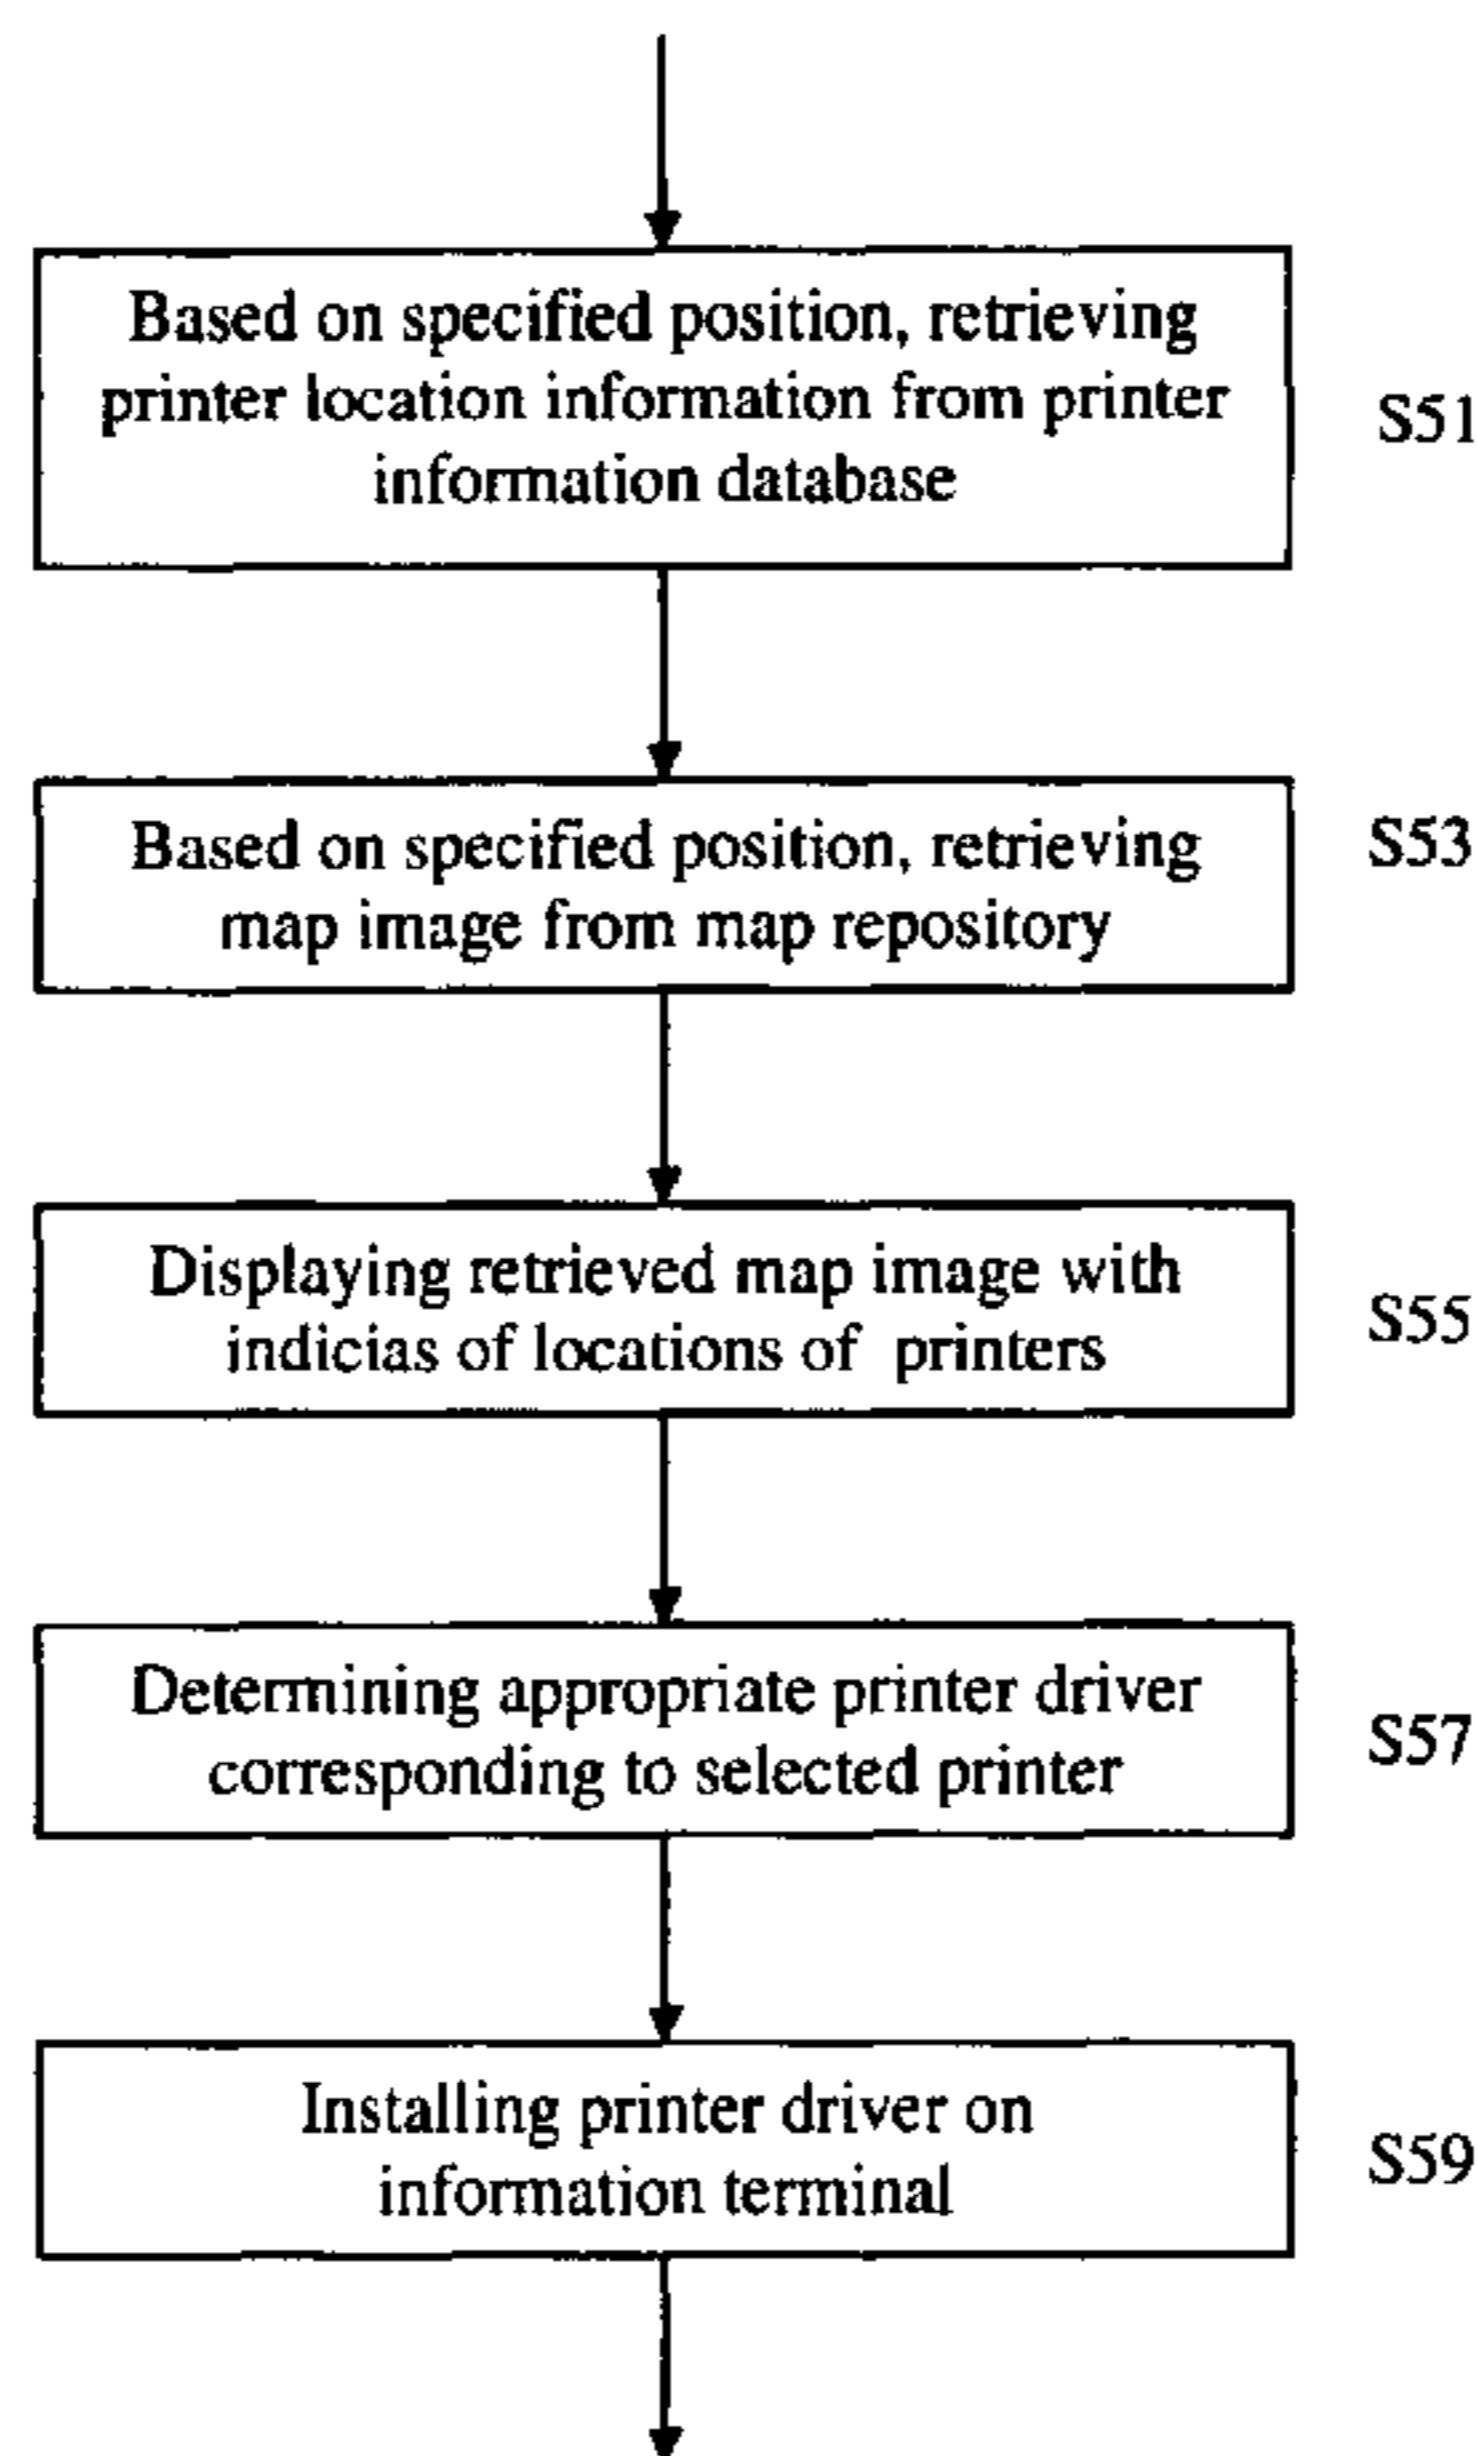 Based on specified position, retrieving
printer location information from printer
information database
S51
Based on specified position, retrieving
map image from map repository
S53
Displaying retrieved map image with
indicias of locations of printers
S55
Determining appropriate printer driver
corresponding to selected printer
S57
Installing printer driver on
information terminal
S59